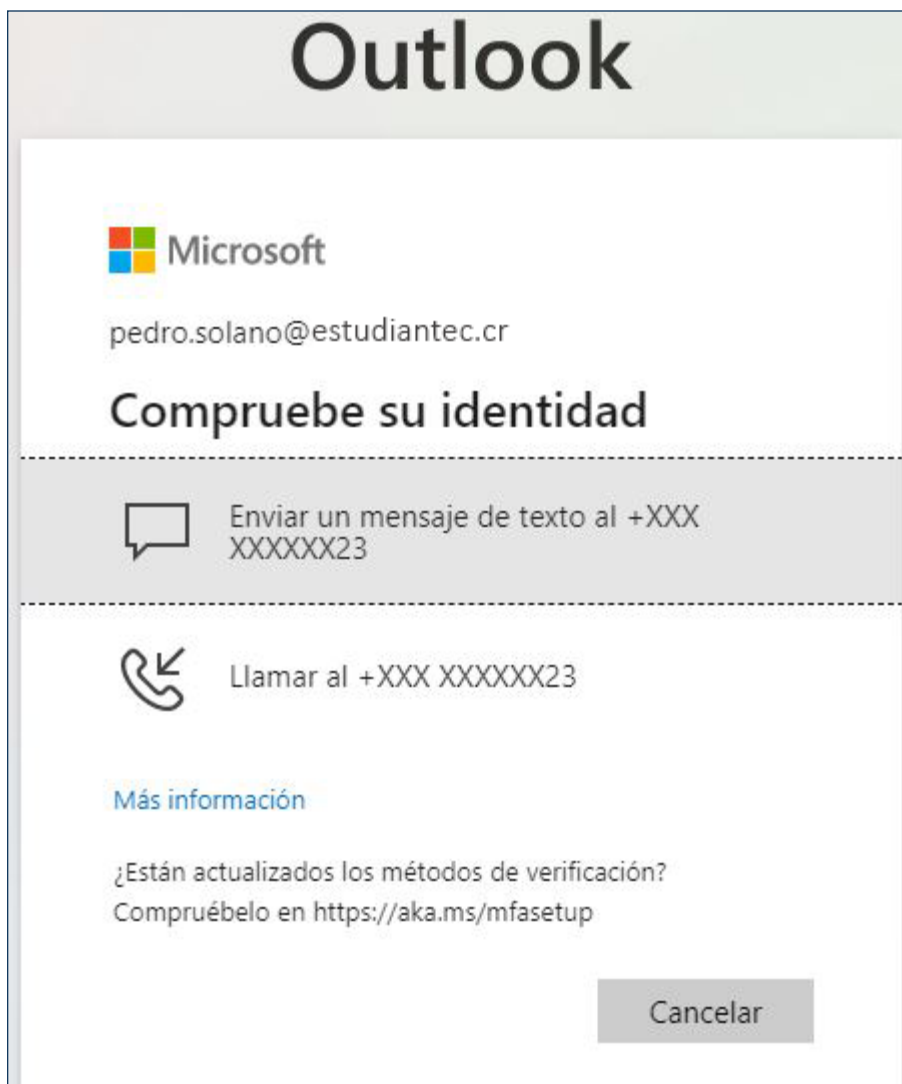 Outlook
Microsoft
pedro.solano@estudiantec.cr
Compruebe su identidad
Enviar un mensaje de texto al +XXX
XXXXXX23
Llamar al +XXX XXXXXX23
Más información
¿Están actualizados los métodos de verificación?
Compruébelo en https://aka.ms/mfasetup
Cancelar